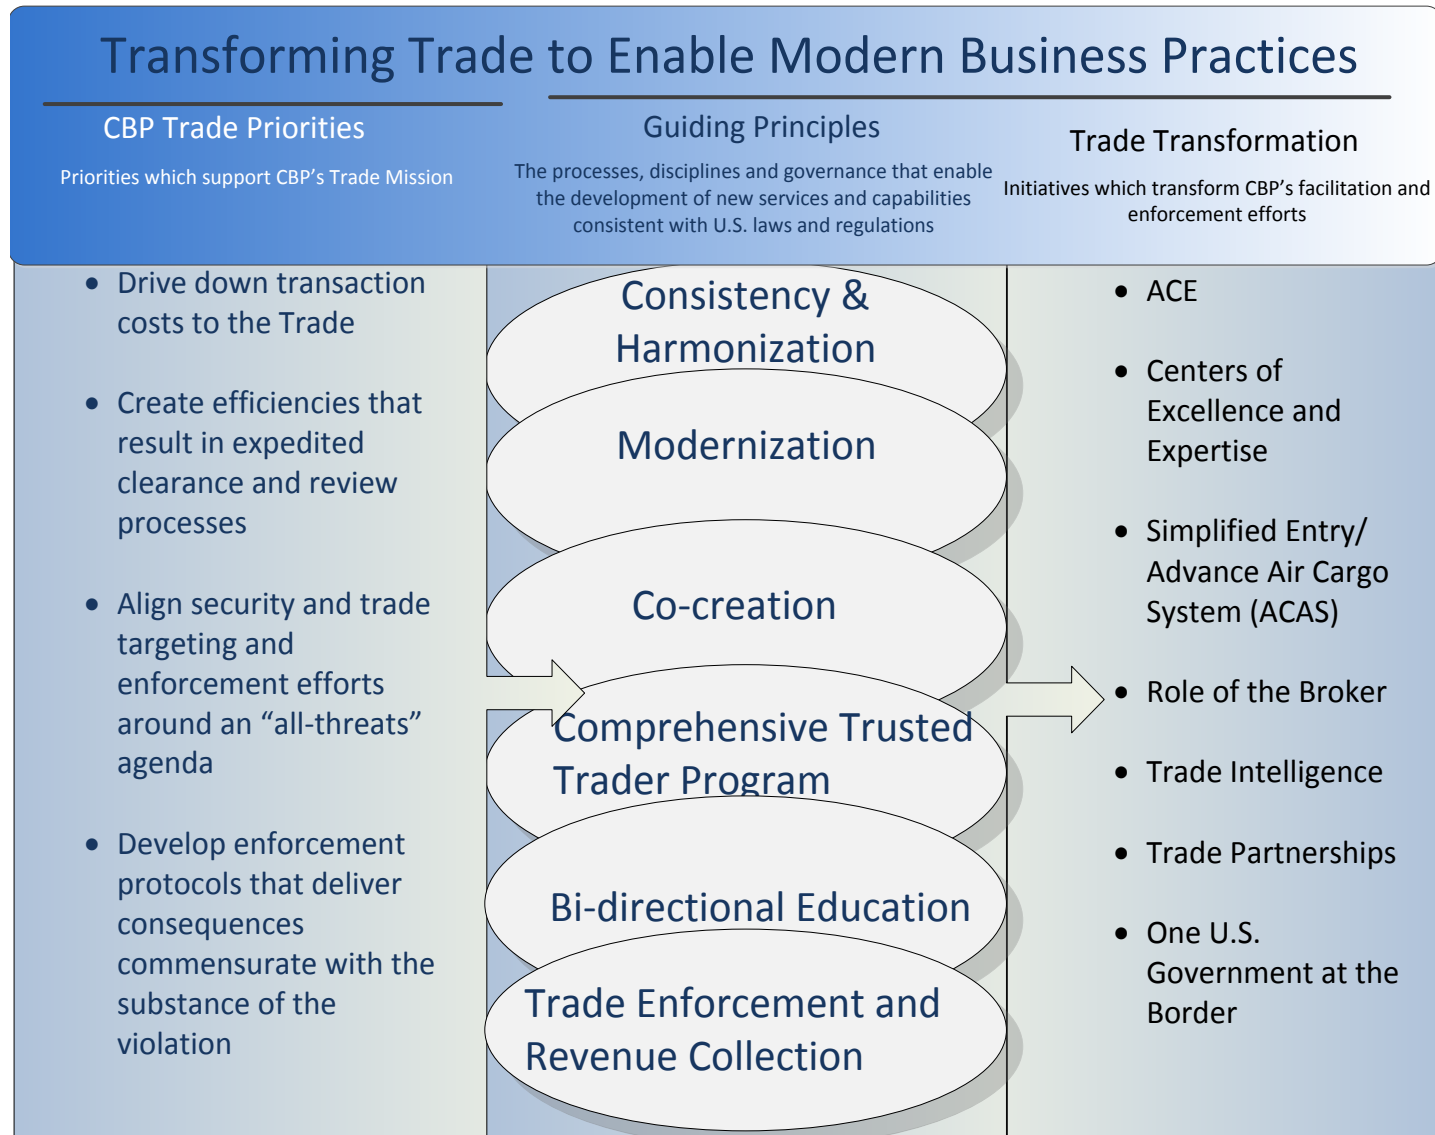 Transforming Trade to Enable Modern Business Practices
CBP Trade Priorities
Priorities which support CBP’s Trade Mission
Guiding Principles
The processes, disciplines and governance that enable
the development of new services and capabilities
consistent with U.S. laws and regulations
Trade Transformation
Initiatives which transform CBP’s facilitation and
enforcement efforts
• Drive down transaction
costs to the Trade
• Create efficiencies that
result in expedited
clearance and review
processes
• Align security and trade
targeting and
enforcement efforts
around an “all-threats”
agenda
• Develop enforcement
protocols that deliver
consequences
commensurate with the
substance of the
violation
Consistency &
Harmonization
Modernization
Co-creation
Comprehensive Trusted
Trader Program
Bi-directional Education
Trade Enforcement and
Revenue Collection
• ACE
• Centers of
Excellence and
Expertise
• Simplified Entry/
Advance Air Cargo
System (ACAS)
• Role of the Broker
• Trade Intelligence
• Trade Partnerships
• One U.S.
Government at the
Border